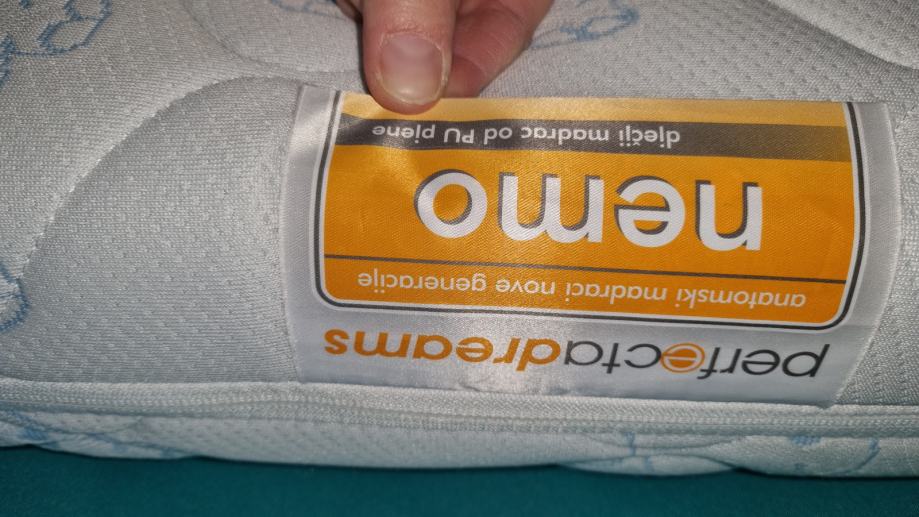 perfectadreams
anatomski madraci nove generacije
nemo
dječji madrac od PU pjene